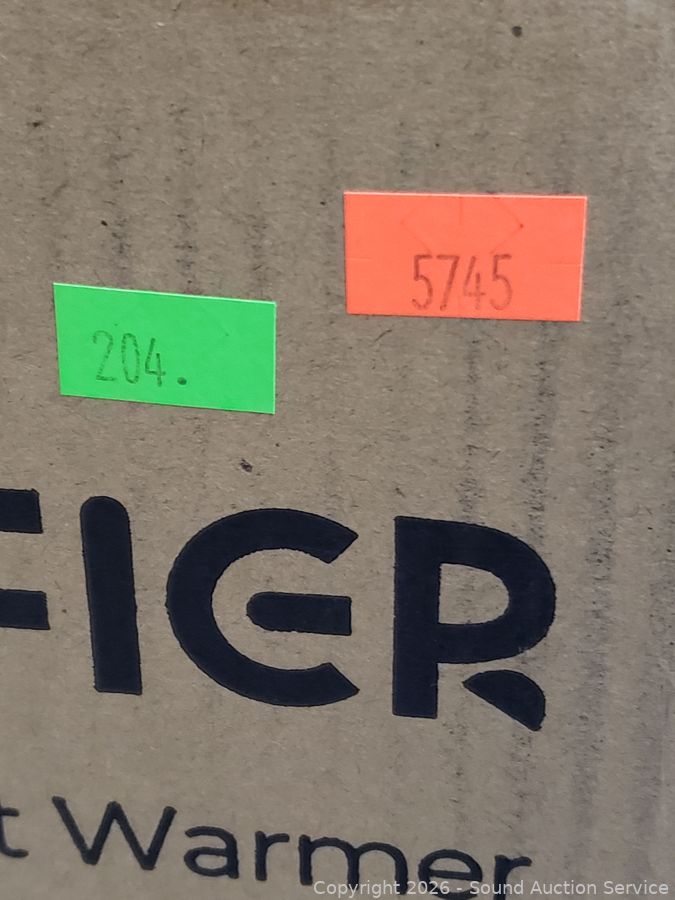 5745
204.
FIER
t Warmer
Copyright 2026 - Sound Auction Service